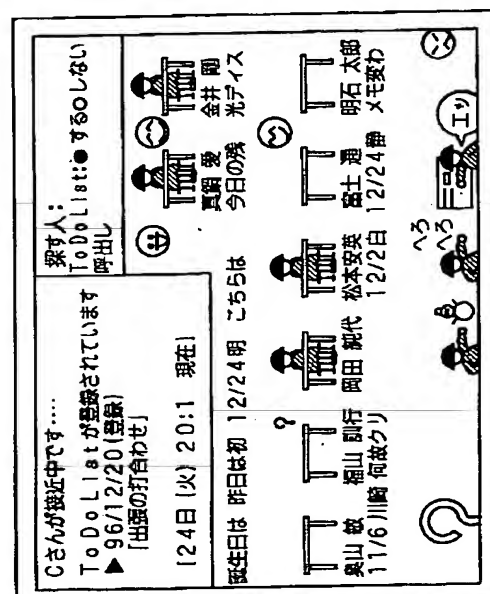 Cさんが接近中です....
ToDoListが登録されています
▶96/12/20(登録)
「出張の打合わせ」
[24日(火) 20:1 現在]
探す人:
ToDoList:●する○しない
呼出し
誕生日は 昨日は初 12/24明 こちらは
真鍋 愛
今日の残
金井 剛
光ディス
奥山 敏
11/6川崎
福山 訓行
何故クリ
岡田 純代
松本安英
12/2白
富士 通
12/24静
明石 太郎
メモ変わ
?
へろ
へろ
エッ